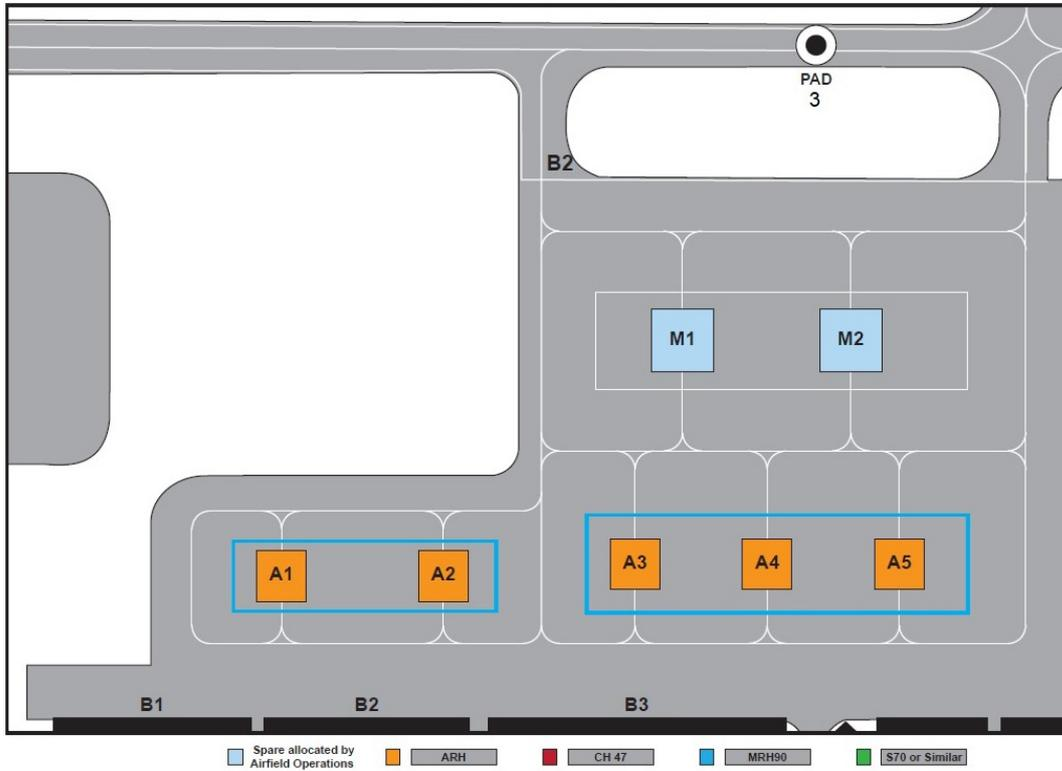 PAD
3
B2
M1 M2
A1 A2 A3 A4 A5
B1 B2 B3
Spare allocated by
Airfield Operations
ARH CH 47 MRH90 S70 or Similar